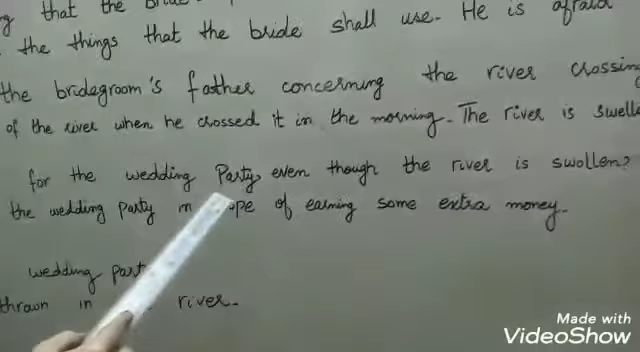 that the
the things that the bride shall use. He is afraid
the bridegroom's father concerning the river crossing
of the river when he crossed it in the morning. The river is swolle
for the wedding Party even though the river is swollen?
the wedding party of earning some extra money.
wedding part
thrown in river.
Made with
VideoShow